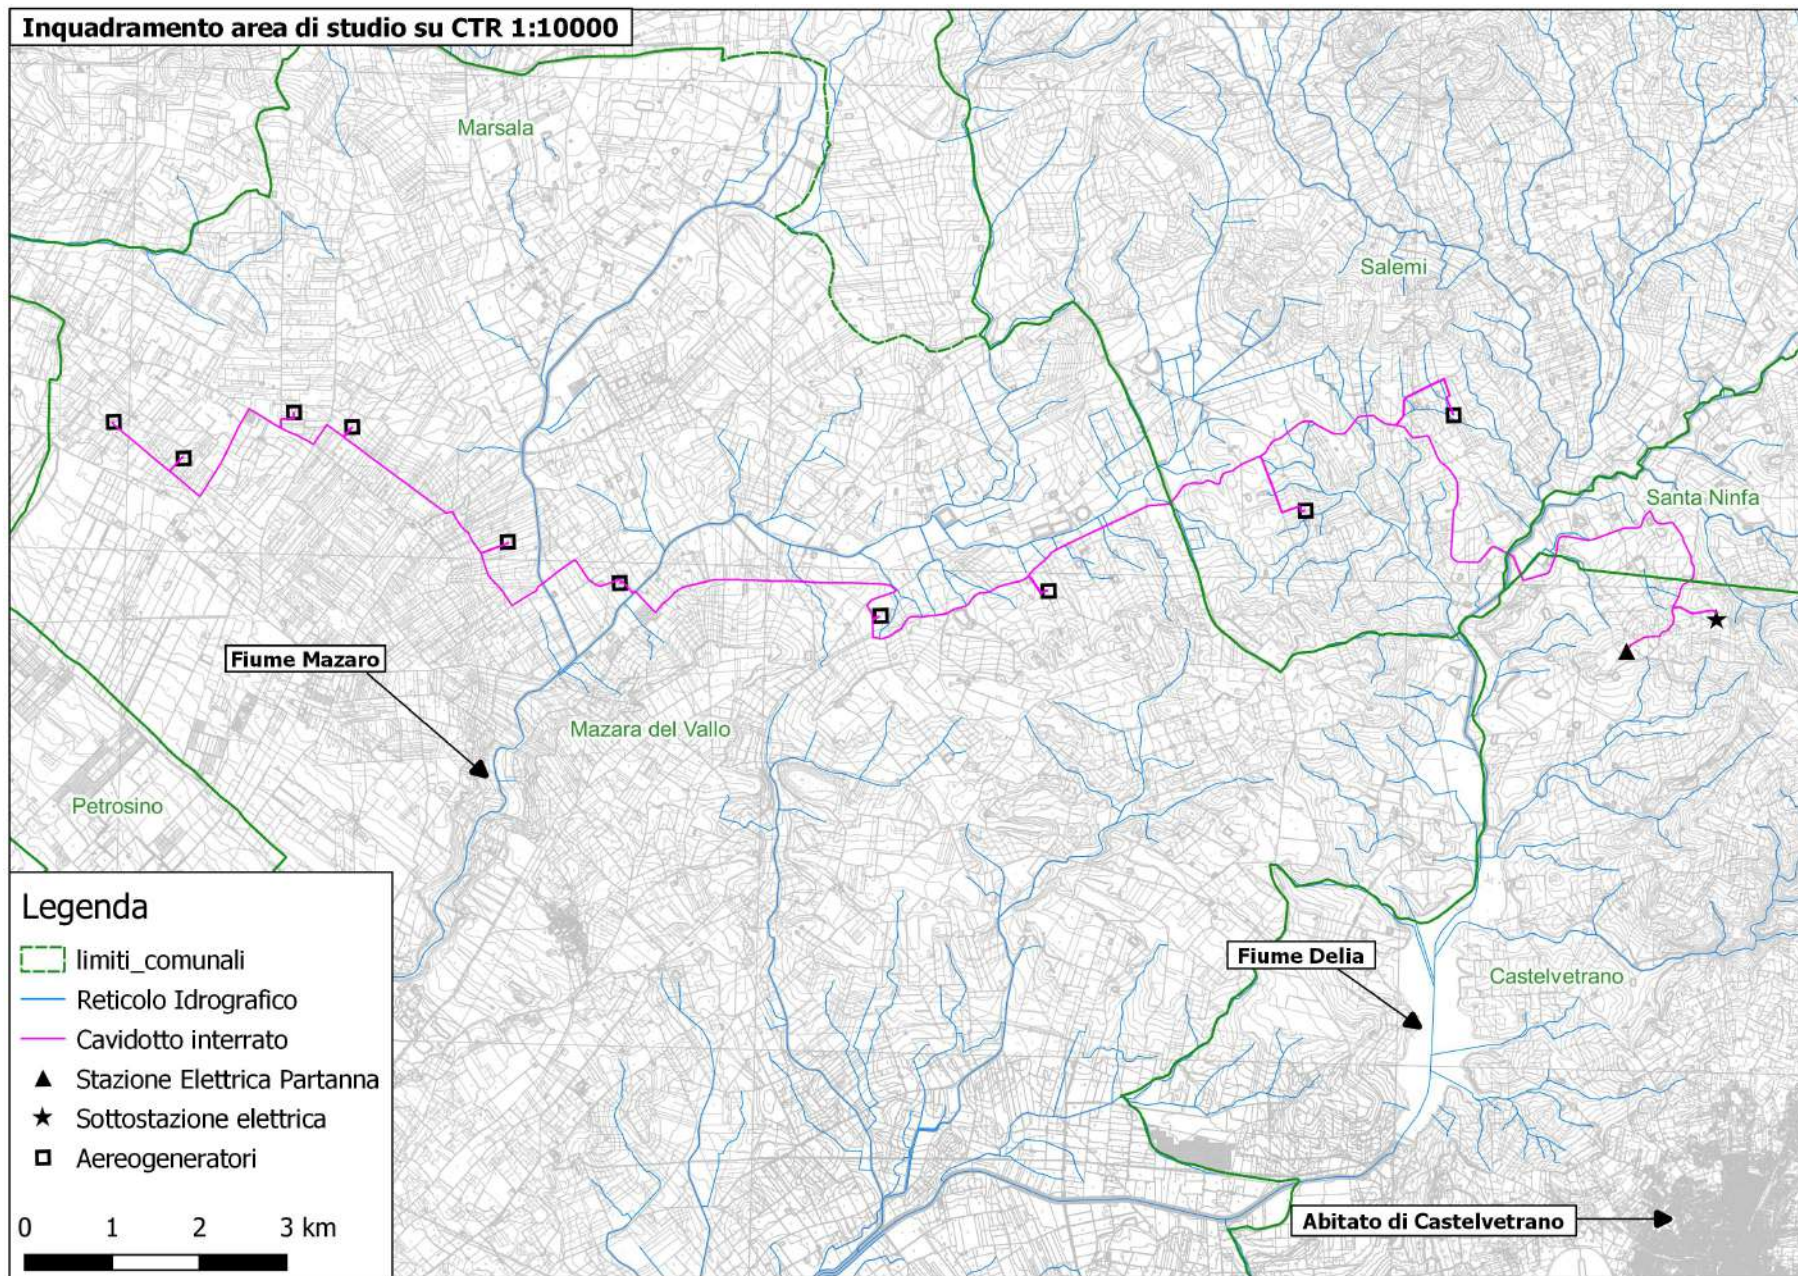 Inquadramento area di studio su CTR 1:10000
Marsala
Salemi
Santa Ninfa
Fiume Mazaro
Mazara del Vallo
Petrosino
Fiume Delia
Castelvetrano
Abitato di Castelvetrano
Legenda
limiti_comunali
Reticolo Idrografico
Cavidotto interrato
Stazione Elettrica Partanna
Sottostazione elettrica
Aereogeneratori
0 1 2 3 km